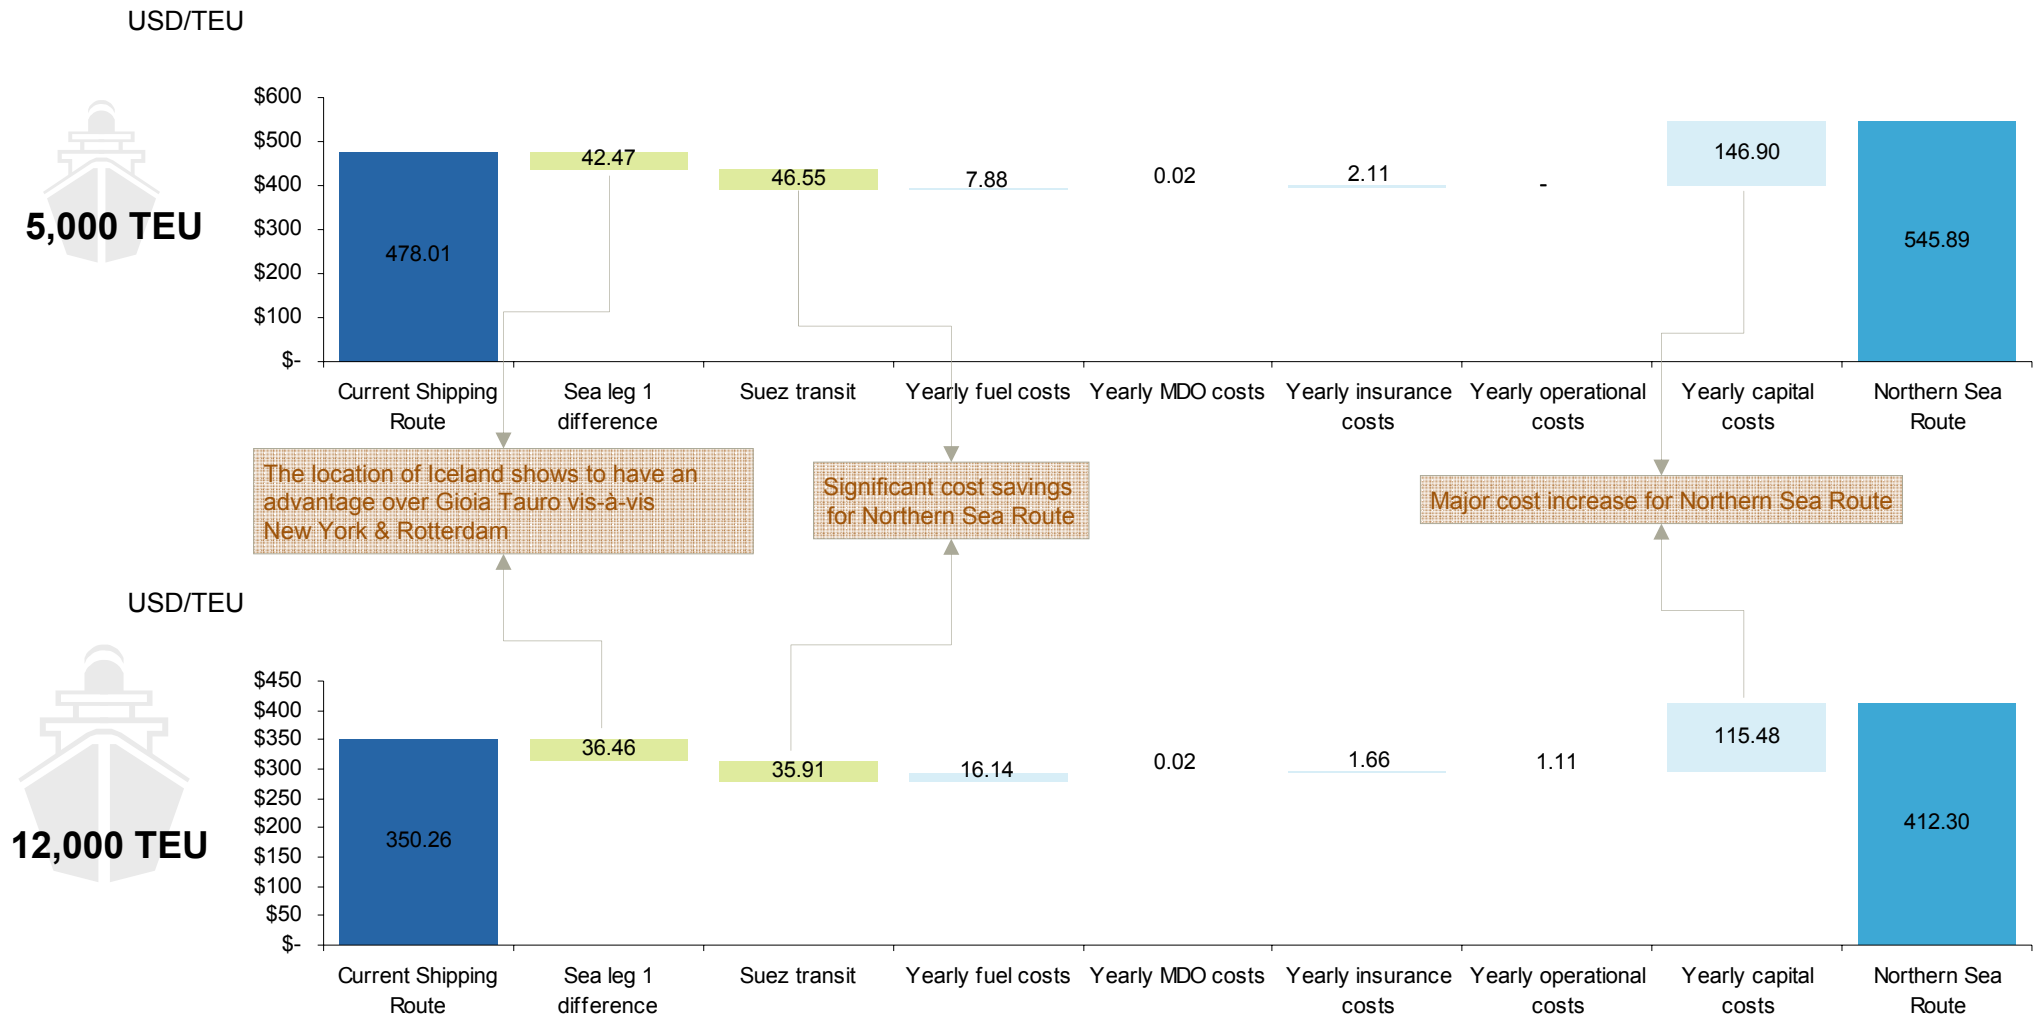 USD/TEU
$600
$500
$400
$300
$200
$100
$-
5,000 TEU
478.01
42.47
46.55
7.88
0.02
2.11
-
146.90
545.89
Current Shipping
Route
Sea leg 1
difference
Suez transit
Yearly fuel costs
Yearly MDO costs
Yearly insurance
costs
Yearly operational
costs
Yearly capital
costs
Northern Sea
Route
The location of Iceland shows to have an
advantage over Gioia Tauro vis-à-vis
New York & Rotterdam
Significant cost savings
for Northern Sea Route
Major cost increase for Northern Sea Route
USD/TEU
$450
$400
$350
$300
$250
$200
$150
$100
$50
$-
12,000 TEU
350.26
36.46
35.91
16.14
0.02
1.66
1.11
115.48
412.30
Current Shipping
Route
Sea leg 1
difference
Suez transit
Yearly fuel costs
Yearly MDO costs
Yearly insurance
costs
Yearly operational
costs
Yearly capital
costs
Northern Sea
Route